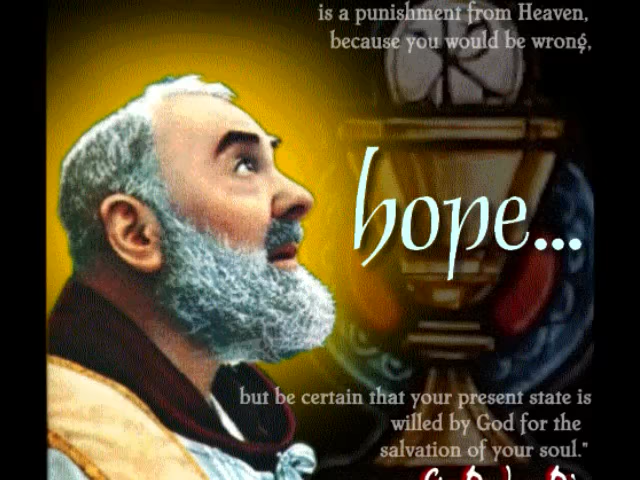 is a punishment from Heaven,
because you would be wrong,
hope...
but be certain that your present state is
willed by God for the
salvation of your soul."